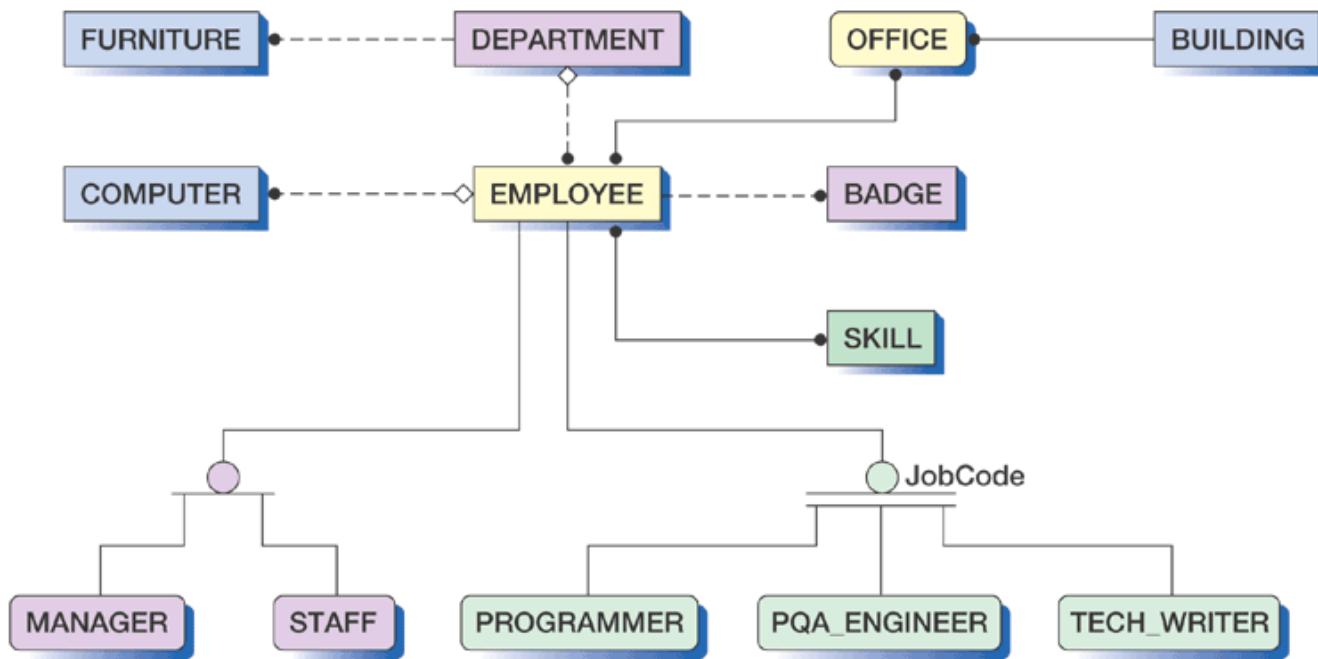 FURNITURE
DEPARTMENT
OFFICE
BUILDING
COMPUTER
EMPLOYEE
BADGE
SKILL
JobCode
MANAGER
STAFF
PROGRAMMER
PQA_ENGINEER
TECH_WRITER